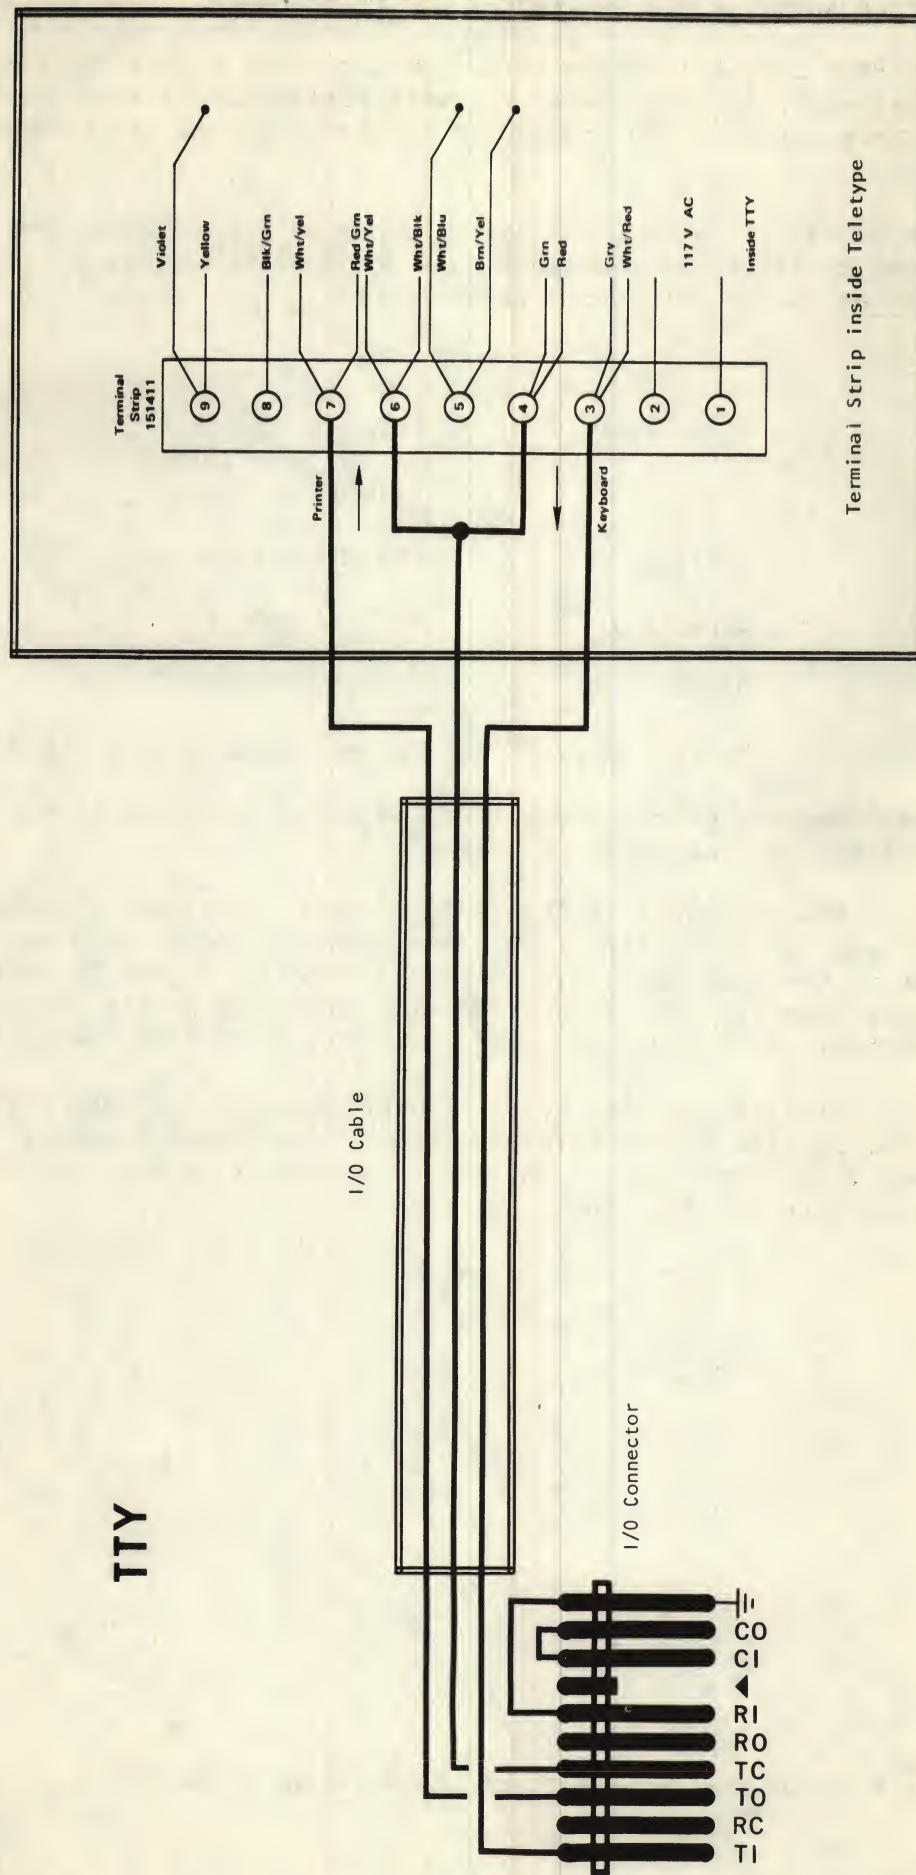 TTY
I/O Cable
I/O Connector
CO
CI
RI
RO
TC
TO
RC
TI
Terminal
Strip
151411
9
8
7
6
5
4
3
2
1
Printer
Keyboard
Violet
Yellow
Blk/Grn
Wht/yel
Red Grn
Wht/Yel
Wht/Blk
Wht/Blu
Brn/Yel
Grn
Red
Gry
Wht/Red
117 V AC
Inside TTY
Terminal Strip inside Teletype